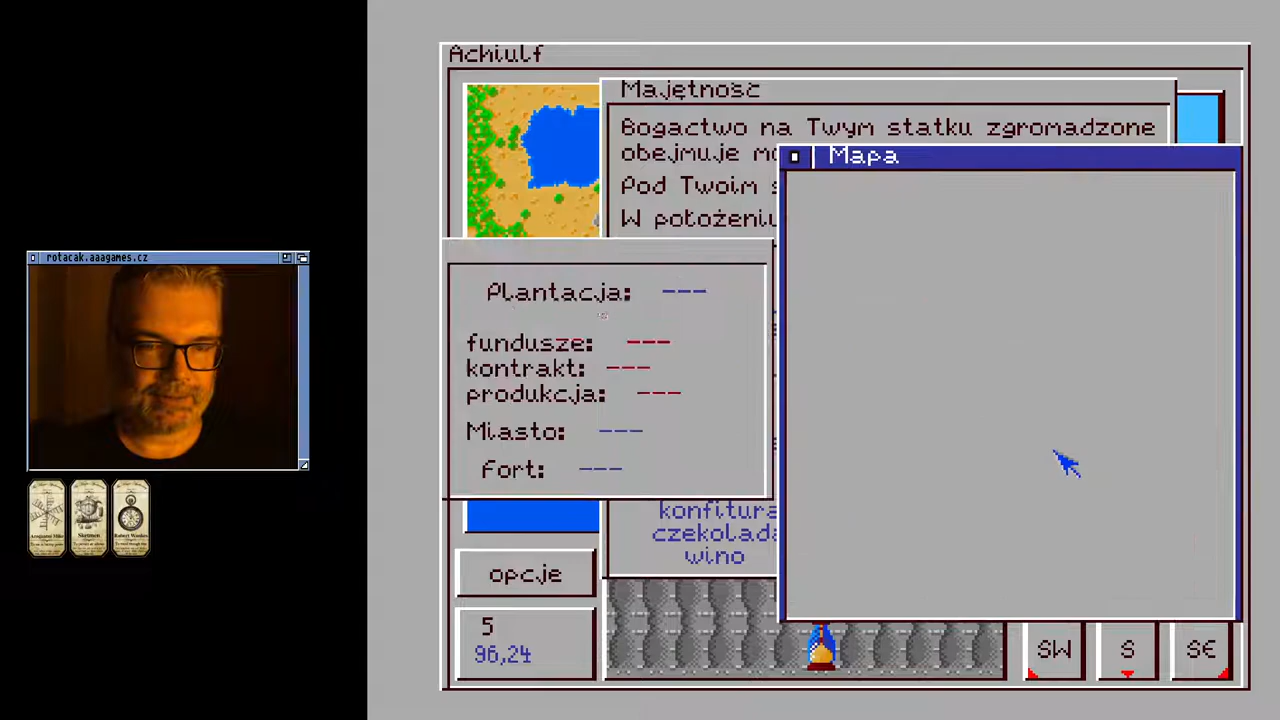 rotacak.aaagames.cz
Achiulf
Majętność
Bogactwo na Twym statku zgromadzone
obejmuje
Pod Twoim
W położeniu
Mapa
Plantacja: ---
fundusze: ---
kontrakt: ---
produkcja: ---
Miasto: ---
fort: ---
konfitura
czekolada
wino
opcje
5
96,24
SW
S
SE